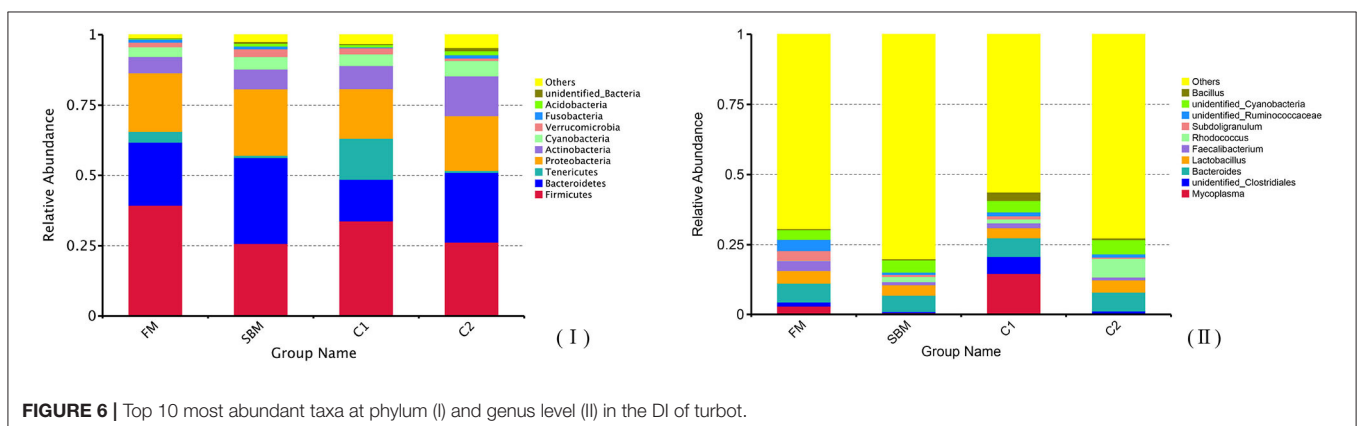 1
0.75
0.5
0.25
0
Relative Abundance
FM
SBM
C1
C2
Group Name
Others
unidentified_Bacteria
Acidobacteria
Fusobacteria
Verrucomicrobia
Cyanobacteria
Actinobacteria
Proteobacteria
Tenericutes
Bacteroidetes
Firmicutes
( I )
1
0.75
0.5
0.25
0
Relative Abundance
FM
SBM
C1
C2
Group Name
Others
Bacillus
unidentified_Cyanobacteria
unidentified_Ruminococcaceae
Subdoligranulum
Rhodococcus
Faecalibacterium
Lactobacillus
Bacteroides
unidentified_Clostridiales
Mycoplasma
(II)
FIGURE 6 | Top 10 most abundant taxa at phylum (I) and genus level (II) in the DI of turbot.